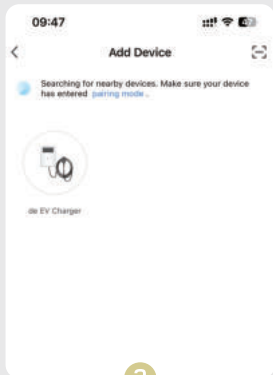 09:47
Add Device
Searching for nearby devices. Make sure your device
has entered pairing mode .
de EV Charger